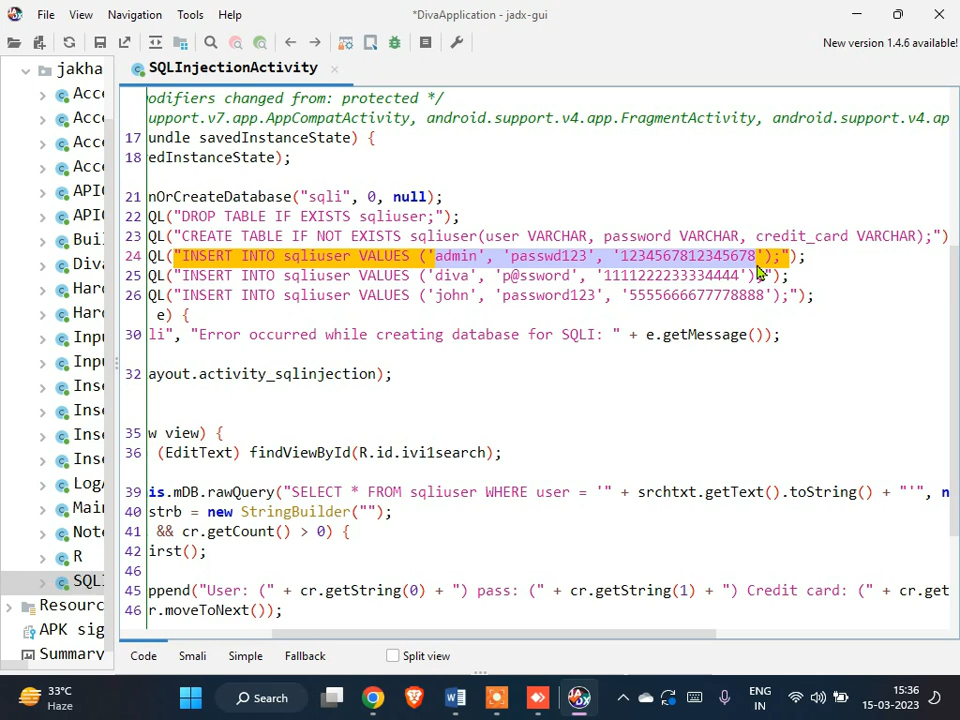 File View Navigation Tools Help *DivaApplication - jadx-gui
New version 1.4.6 available!
jakha SQLInjectionActivity
Acce
Acce
Acce
Acce
API
API
Buil
Diva
Hard
Hard
Inpu
Inpu
Inse
Inse
Inse
Inse
LogA
Main
Note
R
SQLI
Resourc
APK sig
Summary
odifiers changed from: protected */
upport.v7.app.AppCompatActivity, android.support.v4.app.FragmentActivity, android.support.v4.ap
17 undle savedInstanceState) {
18 edInstanceState);
21 nOrCreateDatabase("sqli", 0, null);
22 QL("DROP TABLE IF EXISTS sqliuser;");
23 QL("CREATE TABLE IF NOT EXISTS sqliuser(user VARCHAR, password VARCHAR, credit_card VARCHAR);")
24 QL("INSERT INTO sqliuser VALUES ('admin', 'passwd123', '1234567812345678');");
25 QL("INSERT INTO sqliuser VALUES ('diva', 'p@ssword', '1111222233334444');");
26 QL("INSERT INTO sqliuser VALUES ('john', 'password123', '5555666677778888');");
e) {
30 li", "Error occurred while creating database for SQLI: " + e.getMessage());
32 ayout.activity_sqlinjection);
35 w view) {
36 (EditText) findViewById(R.id.ivi1search);
39 is.mDB.rawQuery("SELECT * FROM sqliuser WHERE user = '" + srchtxt.getText().toString() + "'", n
40 strb = new StringBuilder("");
41 && cr.getCount() > 0) {
42 irst();
46
45 ppend("User: (" + cr.getString(0) + ") pass: (" + cr.getString(1) + ") Credit card: (" + cr.get
46 r.moveToNext());
Code Smali Simple Fallback Split view
33°C
Haze
Search
ENG
IN
15:36
15-03-2023